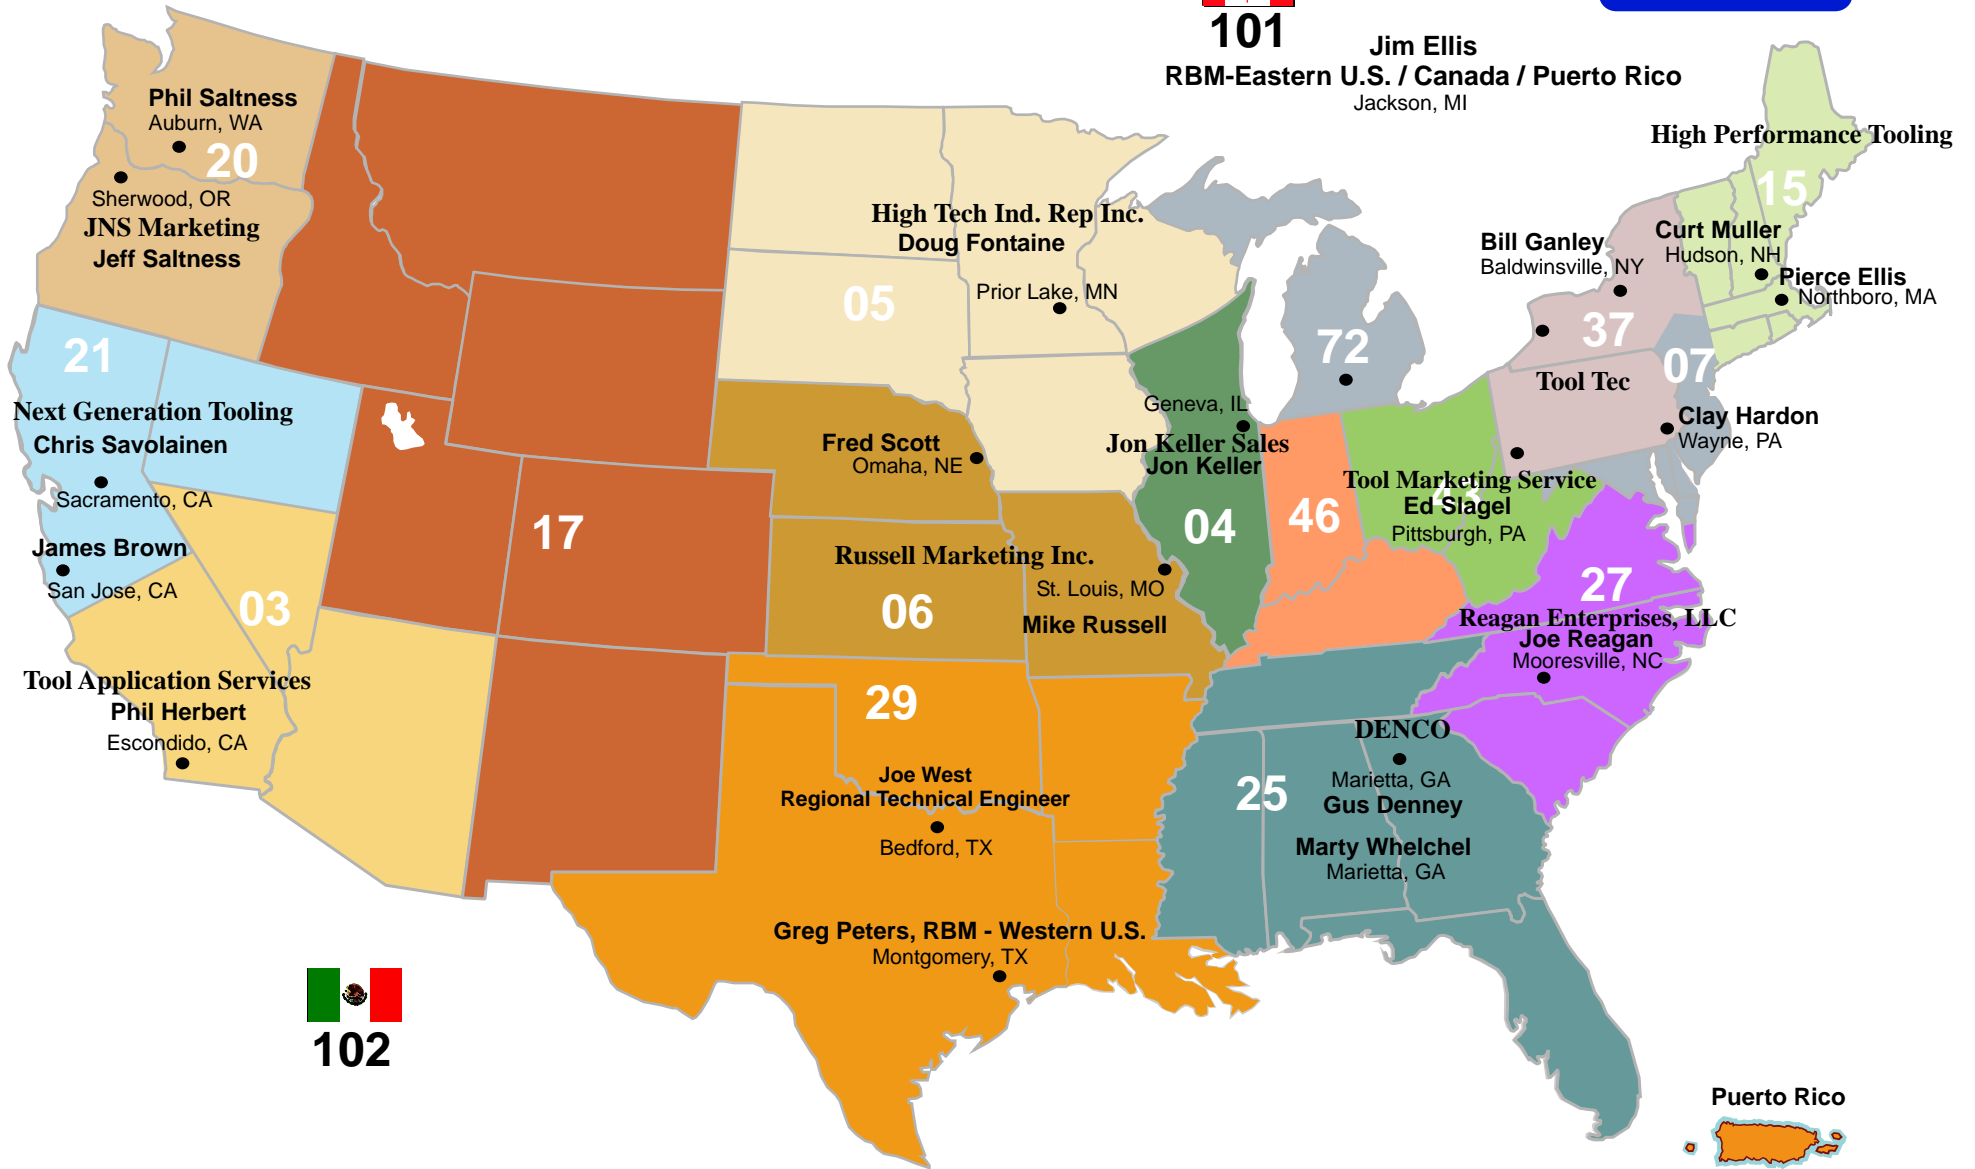 101
Jim Ellis
RBM-Eastern U.S. / Canada / Puerto Rico
Jackson, MI
Phil Saltness
Auburn, WA
20
Sherwood, OR
JNS Marketing
Jeff Saltness
High Performance Tooling
15
Curt Muller
Hudson, NH
Pierce Ellis
Northboro, MA
Bill Ganley
Baldwinsville, NY
37
07
Tool Tec
Clay Hardon
Wayne, PA
High Tech Ind. Rep Inc.
Doug Fontaine
Prior Lake, MN
05
72
21
Next Generation Tooling
Chris Savolainen
Sacramento, CA
James Brown
San Jose, CA
03
Tool Application Services
Phil Herbert
Escondido, CA
17
Fred Scott
Omaha, NE
Russell Marketing Inc.
St. Louis, MO
06
Mike Russell
Geneva, IL
Jon Keller Sales
Jon Keller
04
46
43
Tool Marketing Service
Ed Slagel
Pittsburgh, PA
27
Reagan Enterprises, LLC
Joe Reagan
Mooresville, NC
29
Joe West
Regional Technical Engineer
Bedford, TX
Greg Peters, RBM - Western U.S.
Montgomery, TX
DENCO
25
Marietta, GA
Gus Denney
Marty Whelchel
Marietta, GA
102
Puerto Rico